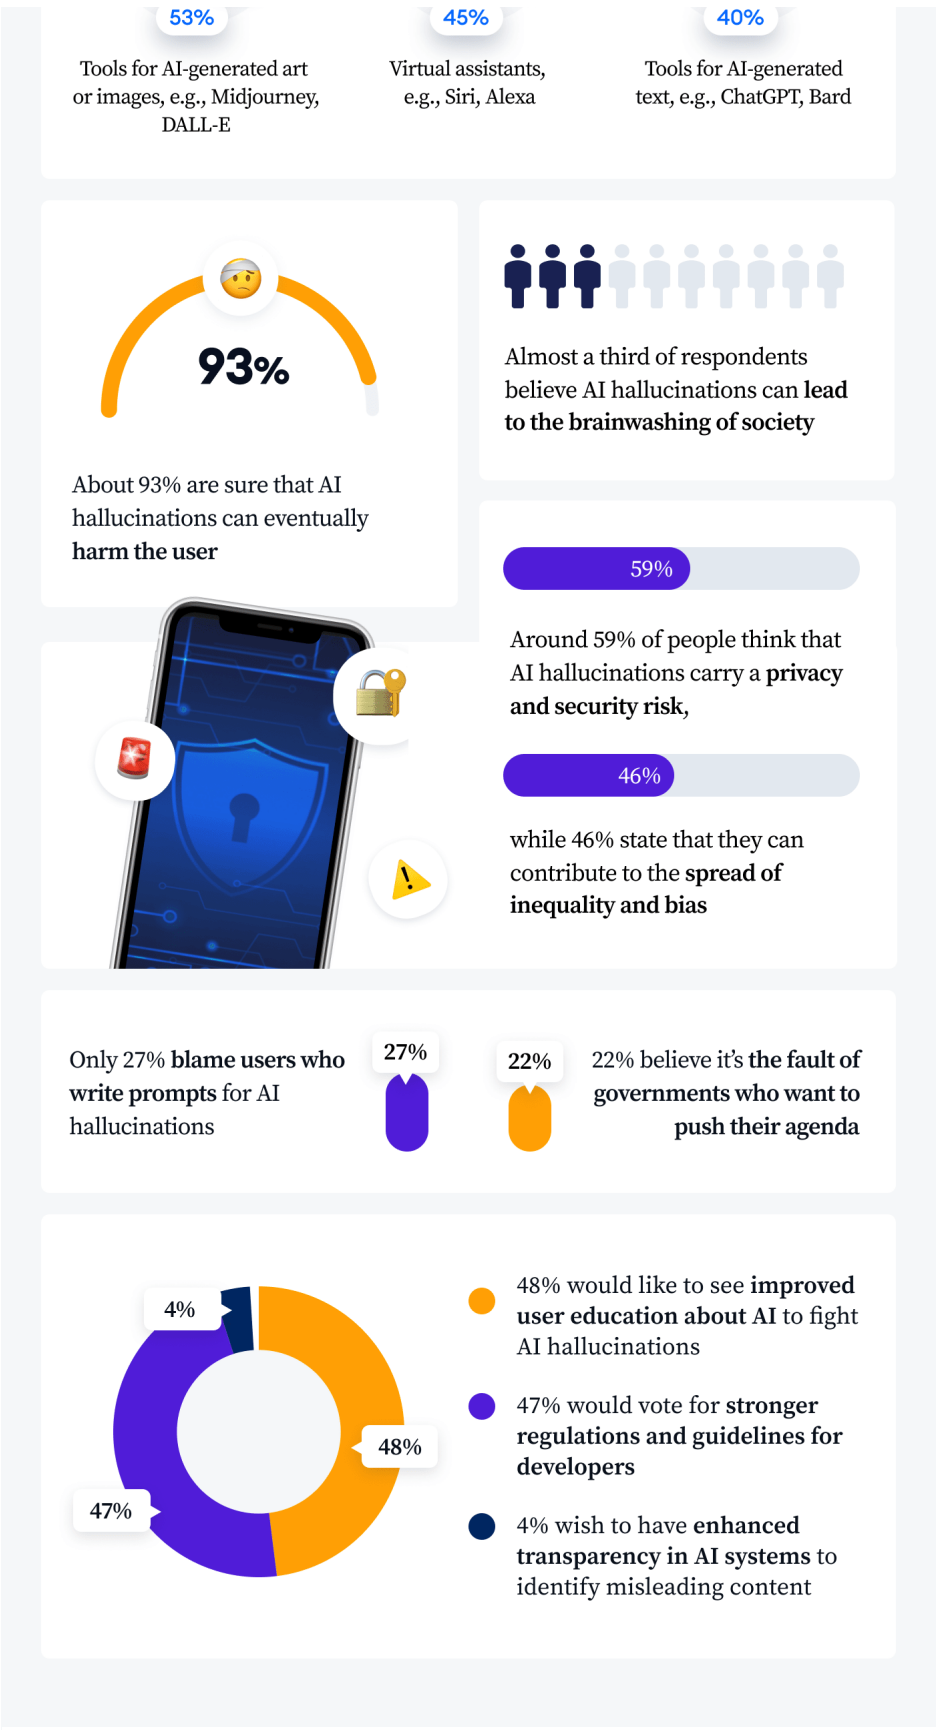 53%
45%
40%
Tools for AI-generated art
or images, e.g., Midjourney,
DALL-E
Virtual assistants,
e.g., Siri, Alexa
Tools for AI-generated
text, e.g., ChatGPT, Bard
93%
About 93% are sure that AI
hallucinations can eventually
harm the user
Almost a third of respondents
believe AI hallucinations can lead
to the brainwashing of society
59%
Around 59% of people think that
AI hallucinations carry a privacy
and security risk,
46%
while 46% state that they can
contribute to the spread of
inequality and bias
Only 27% blame users who
write prompts for AI
hallucinations
27%
22%
22% believe it’s the fault of
governments who want to
push their agenda
4%
48%
47%
48% would like to see improved
user education about AI to fight
AI hallucinations
47% would vote for stronger
regulations and guidelines for
developers
4% wish to have enhanced
transparency in AI systems to
identify misleading content